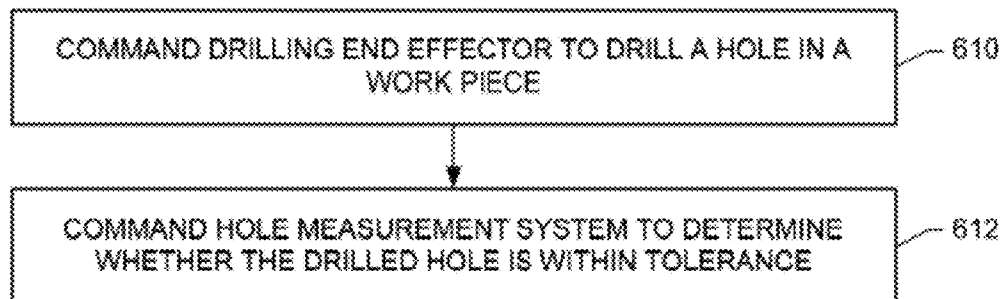 COMMAND DRILLING END EFFECTOR TO DRILL A HOLE IN A
WORK PIECE
610
COMMAND HOLE MEASUREMENT SYSTEM TO DETERMINE
WHETHER THE DRILLED HOLE IS WITHIN TOLERANCE
612